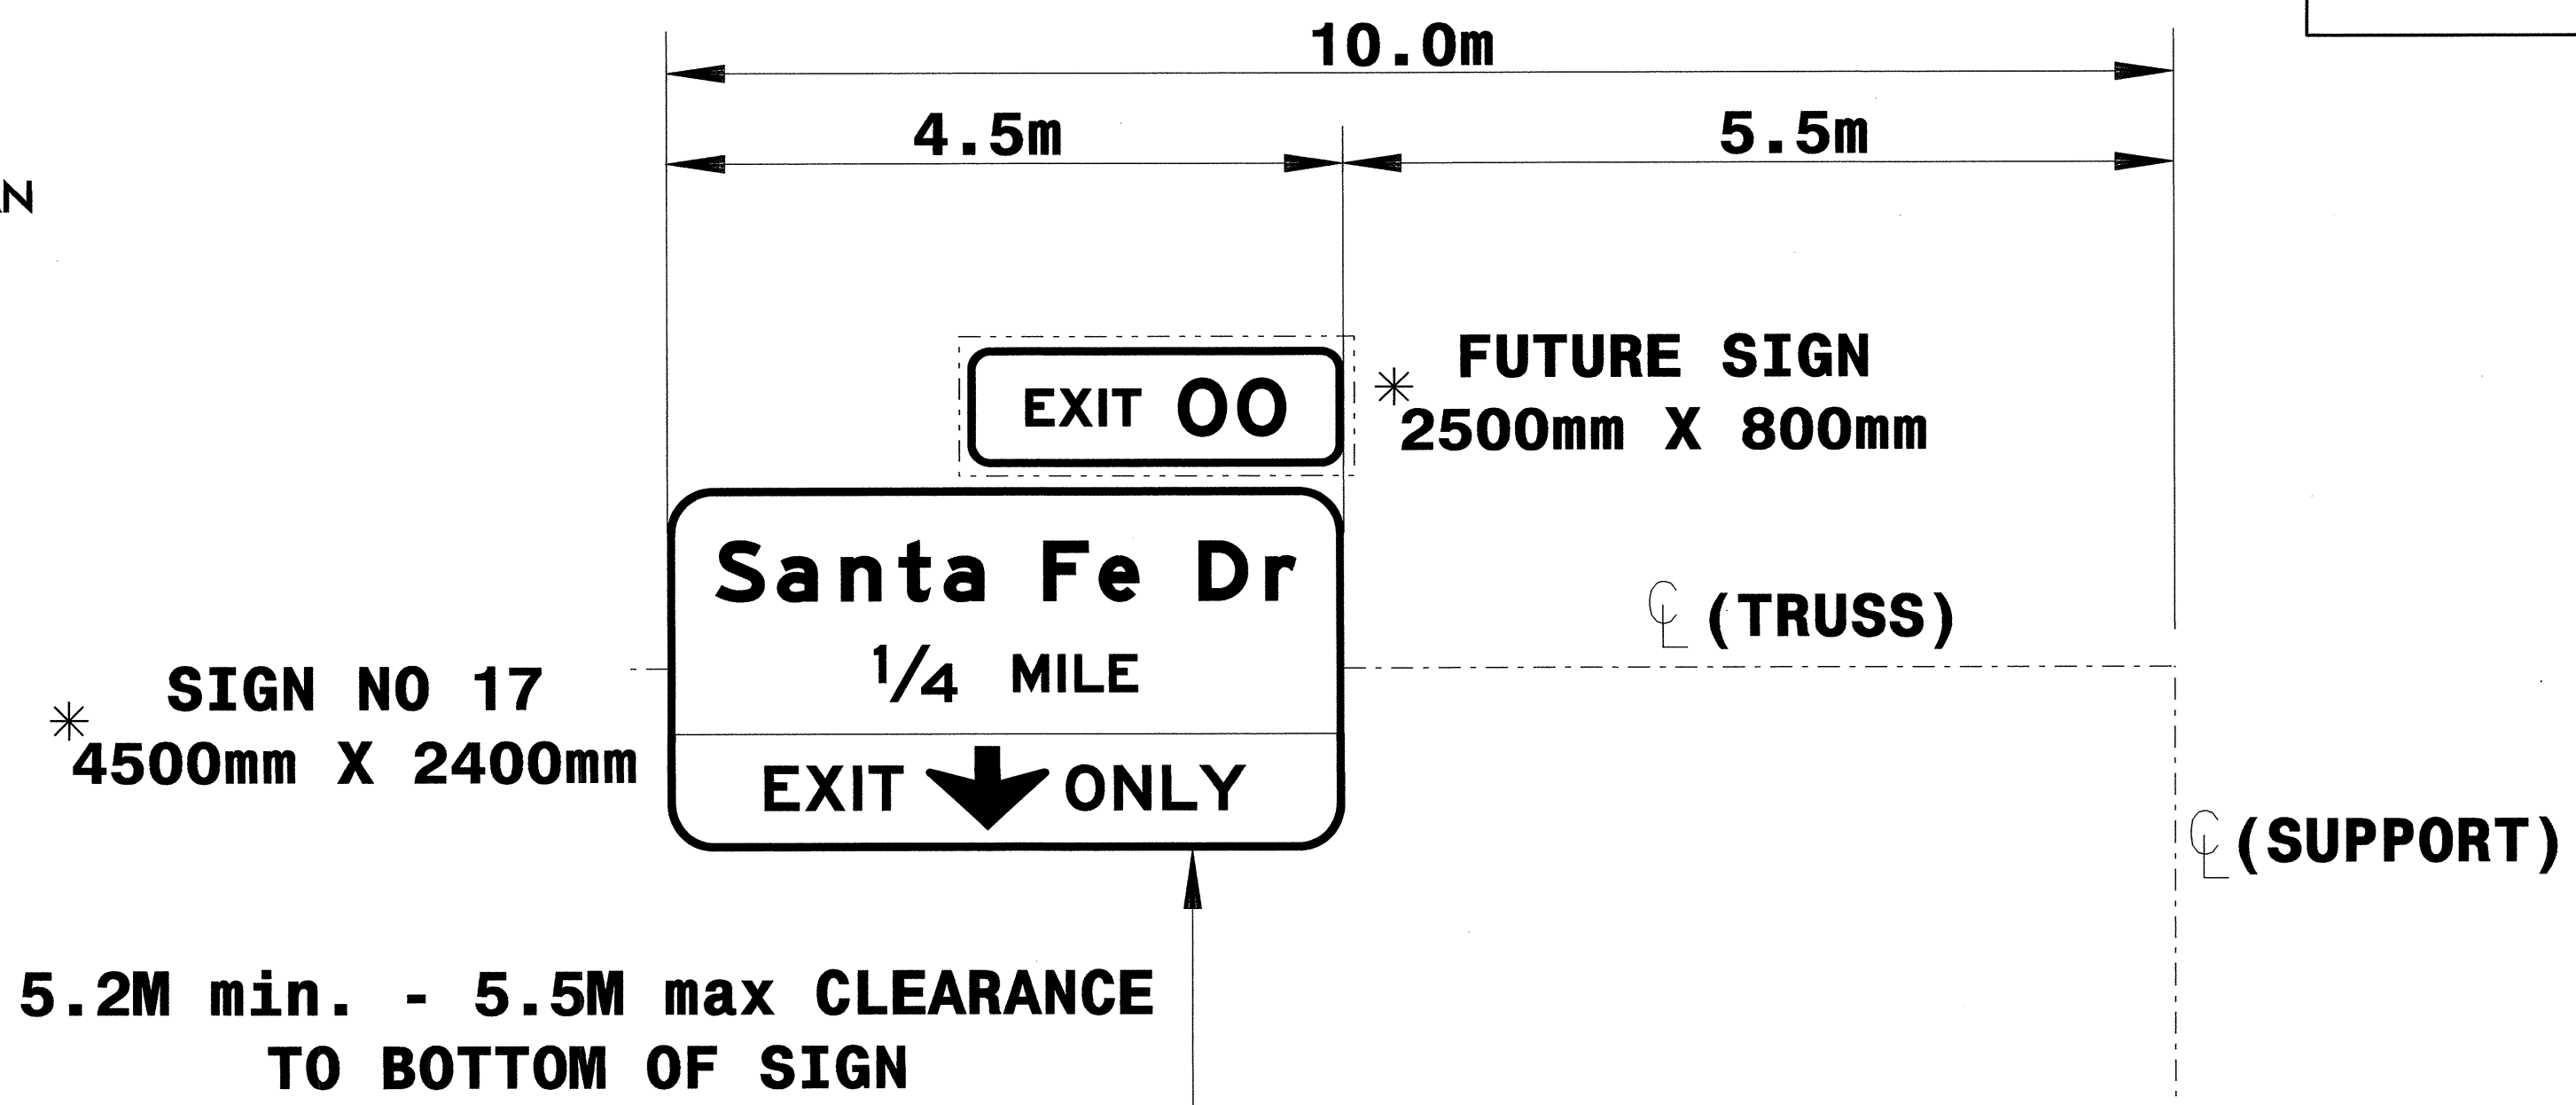 10.0m
4.5m
5.5m
N
FUTURE SIGN
* 2500mm X 800mm
EXIT 00
Santa Fe Dr
1/4 MILE
EXIT ONLY
℄ (TRUSS)
SIGN NO 17
* 4500mm X 2400mm
℄ (SUPPORT)
5.2M min. - 5.5M max CLEARANCE
TO BOTTOM OF SIGN